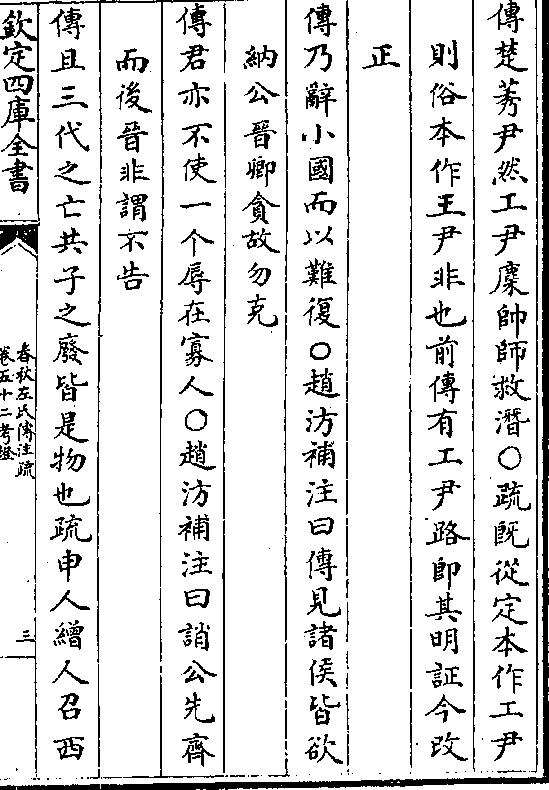 傳楚莠尹然工尹麇帥師救潛○疏既從定本作工尹
則俗本作王尹非也前傳有工尹路即其明証今改
正
傳乃辭小國而以難復○趙汸補注曰傳見諸侯皆欲
納公晉卿貪故勿克
傳君亦不使一个辱在寡人○趙汸補注曰誚公先齊
而後晉非謂不告
傳且三代之亡共子之廢皆是物也疏申人繒人召西
欽定四庫全書
春秋左氏傳注疏
卷五十二考證
三